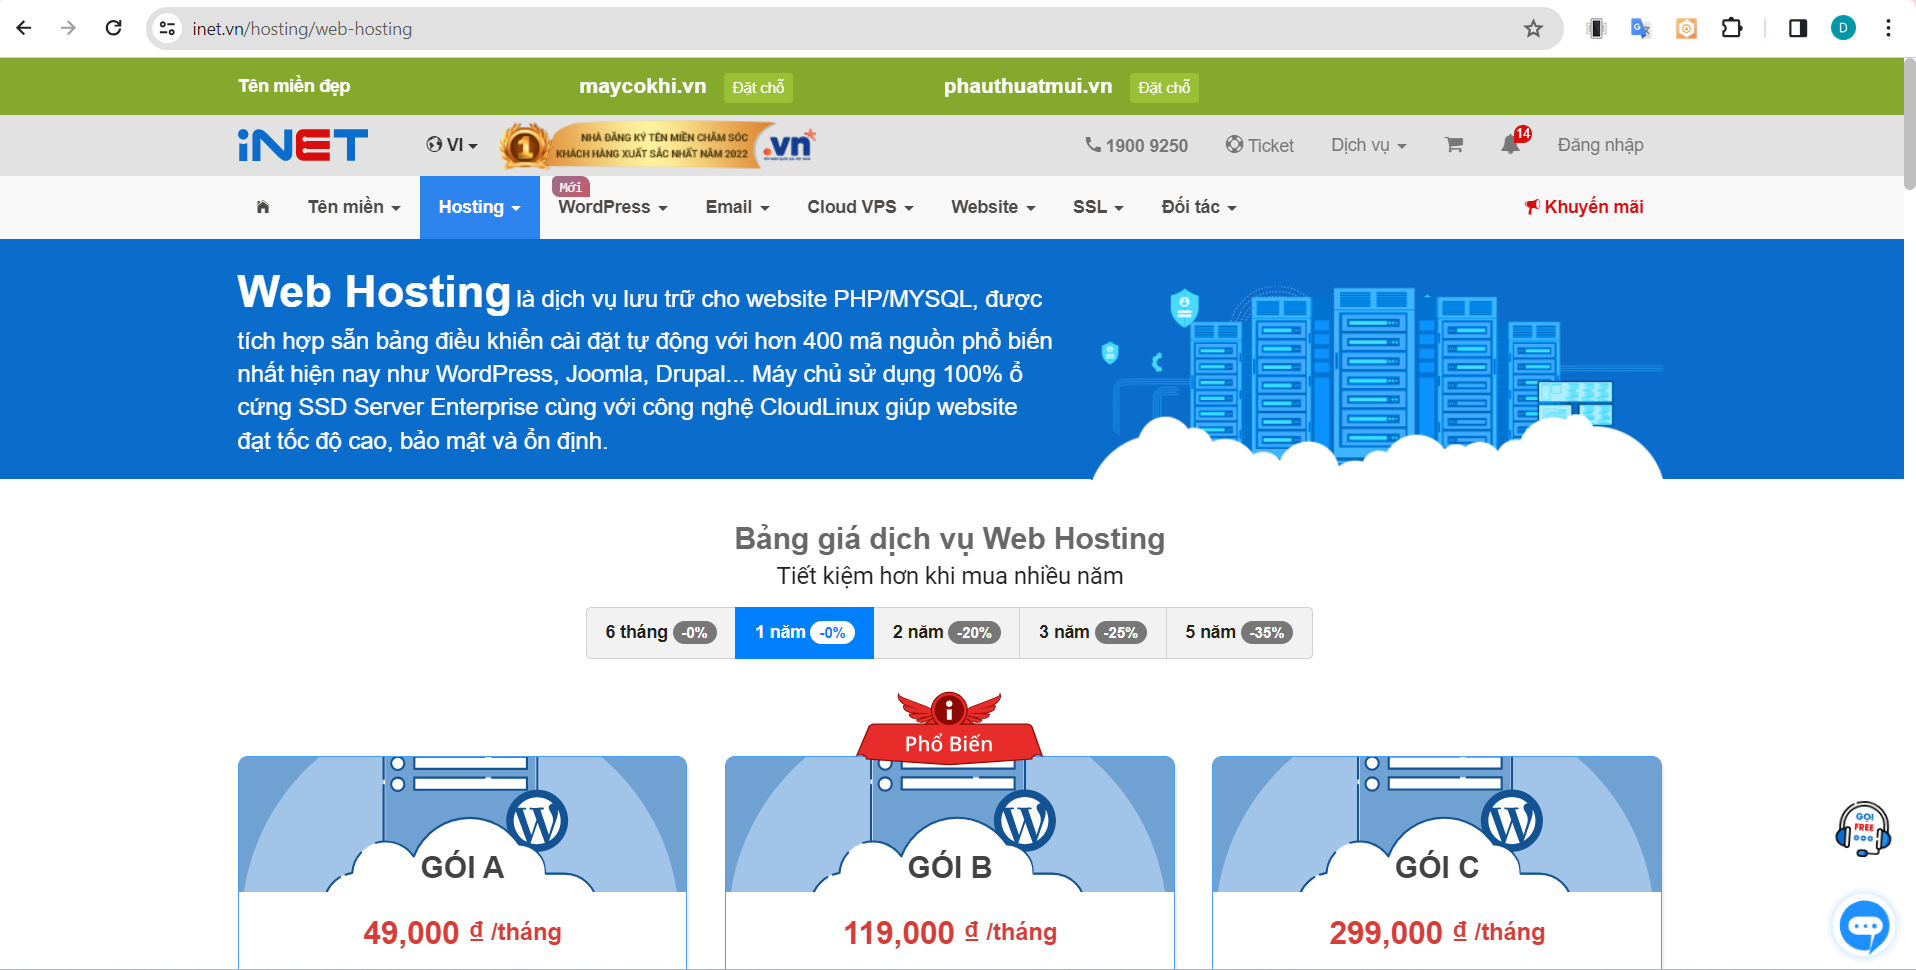 inet.vn/hosting/web-hosting
D
Tên miền đẹp
maycokhi.vn Đặt chỗ
phauthuatmui.vn Đặt chỗ
iNET
VI
1
NHÀ ĐĂNG KÝ TÊN MIỀN CHĂM SÓC
KHÁCH HÀNG XUẤT SẮC NHẤT NĂM 2022
.vn
1900 9250
Ticket
Dịch vụ
14
Đăng nhập
Mới
Tên miền
Hosting
WordPress
Email
Cloud VPS
Website
SSL
Đối tác
Khuyến mãi
Web Hosting là dịch vụ lưu trữ cho website PHP/MYSQL, được
tích hợp sẵn bảng điều khiển cài đặt tự động với hơn 400 mã nguồn phổ biến
nhất hiện nay như WordPress, Joomla, Drupal... Máy chủ sử dụng 100% ổ
cứng SSD Server Enterprise cùng với công nghệ CloudLinux giúp website
đạt tốc độ cao, bảo mật và ổn định.
Bảng giá dịch vụ Web Hosting
Tiết kiệm hơn khi mua nhiều năm
6 tháng -0%
1 năm -0%
2 năm -20%
3 năm -25%
5 năm -35%
Phổ Biến
GÓI A
49,000 ₫ /tháng
GÓI B
119,000 ₫ /tháng
GÓI C
299,000 ₫ /tháng
GỌI
FREE